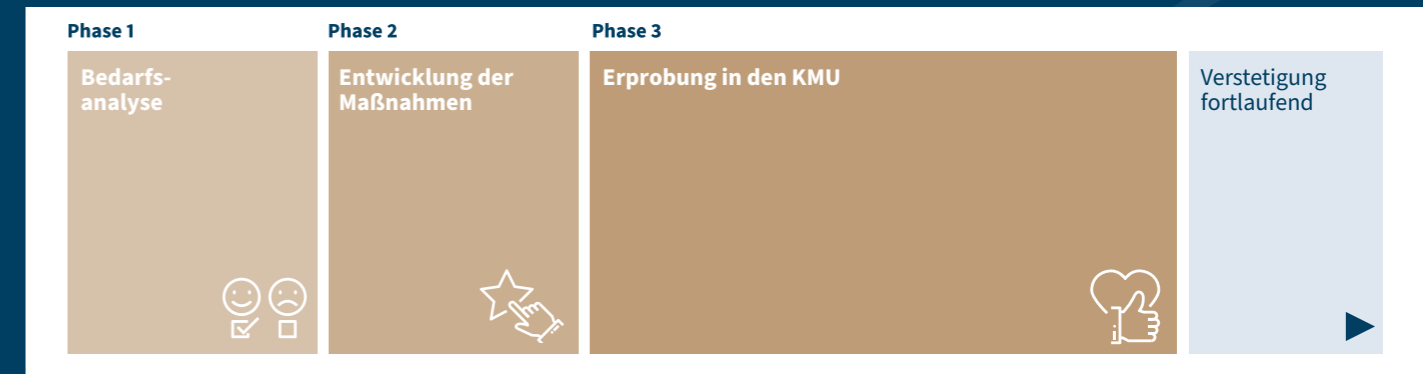 Phase 1
Phase 2
Phase 3
Bedarfs-
analyse
Entwicklung der
Maßnahmen
Erprobung in den KMU
Verstetigung
fortlaufend